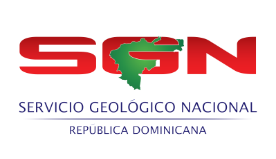 SGN
SERVICIO GEOLÓGICO NACIONAL
REPÚBLICA DOMINICANA